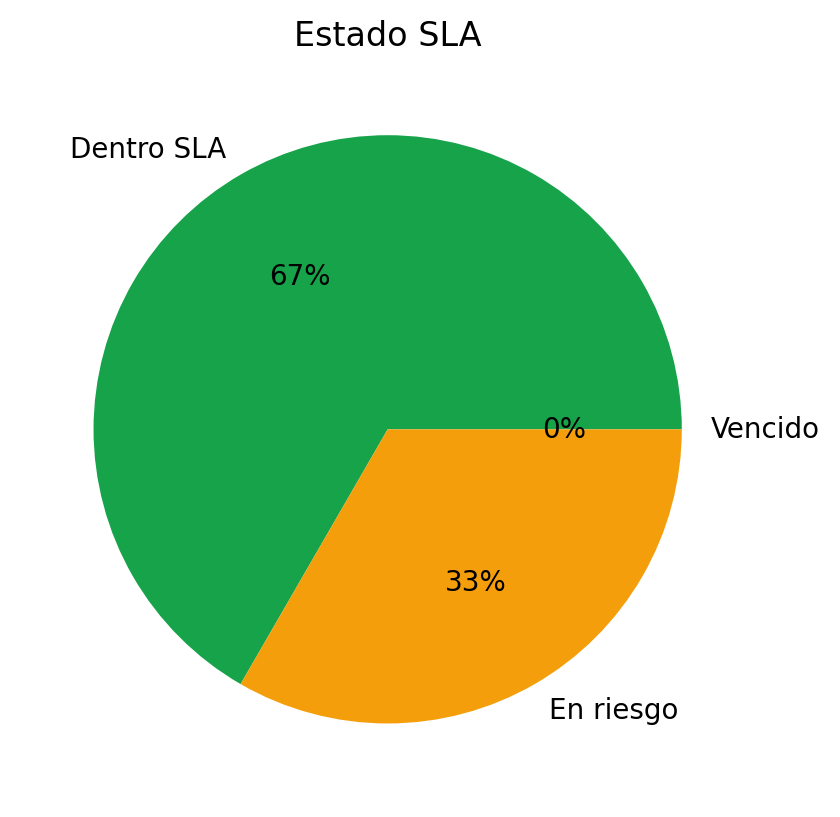 Estado SLA
Dentro SLA
67%
0%
Vencido
33%
En riesgo